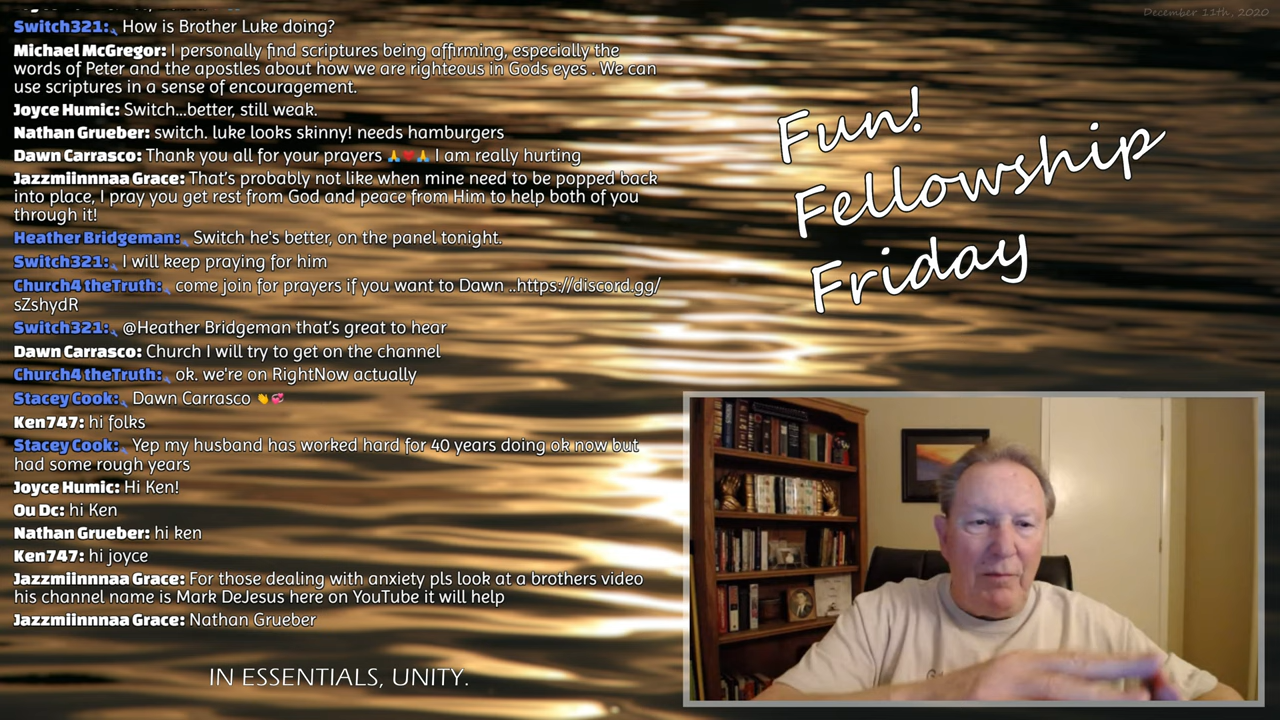 December 11th, 2020
Switch321: How is Brother Luke doing?
Michael McGregor: I personally find scriptures being affirming, especially the
words of Peter and the apostles about how we are righteous in Gods eyes . We can
use scriptures in a sense of encouragement.
Joyce Humic: Switch...better, still weak.
Nathan Grueber: switch. luke looks skinny! needs hamburgers
Dawn Carrasco: Thank you all for your prayers 🙏❤️🙏 I am really hurting
Jazzmiinnnaa Grace: That's probably not like when mine need to be popped back
into place, I pray you get rest from God and peace from Him to help both of you
through it!
Heather Bridgeman: Switch he's better, on the panel tonight.
Switch321: I will keep praying for him
Church4theTruth: come join for prayers if you want to Dawn ..https://discord.gg/
sZshydR
Switch321: @Heather Bridgeman that's great to hear
Dawn Carrasco: Church I will try to get on the channel
Church4theTruth: ok. we're on RightNow actually
Stacey Cook: Dawn Carrasco 👏💞
Ken747: hi folks
Stacey Cook: Yep my husband has worked hard for 40 years doing ok now but
had some rough years
Joyce Humic: Hi Ken!
Ou Dc: hi Ken
Nathan Grueber: hi ken
Ken747: hi joyce
Jazzmiinnnaa Grace: For those dealing with anxiety pls look at a brothers video
his channel name is Mark DeJesus here on YouTube it will help
Jazzmiinnnaa Grace: Nathan Grueber
IN ESSENTIALS, UNITY.
Fun!
Fellowship
Friday